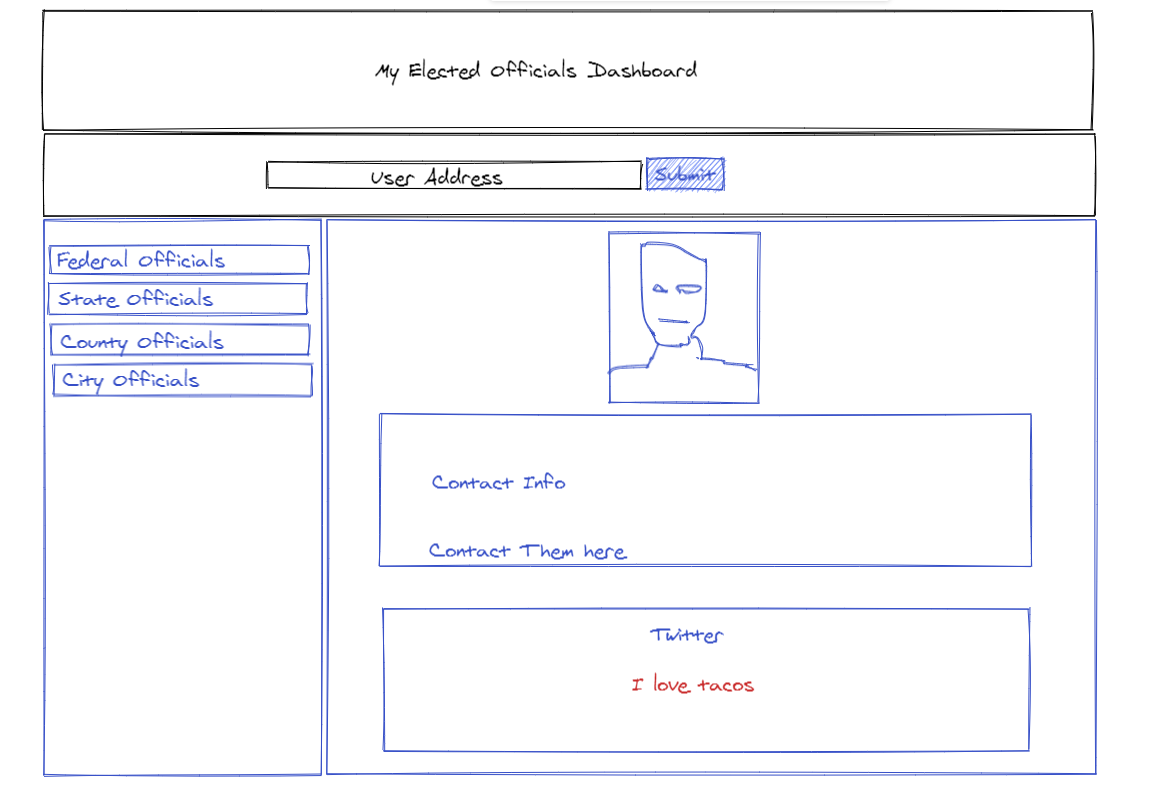 My Elected Officials Dashboard
User Address
Submit
Federal Officials
State Officials
County Officials
City Officials
Contact Info
Contact Them here
Twitter
I love tacos